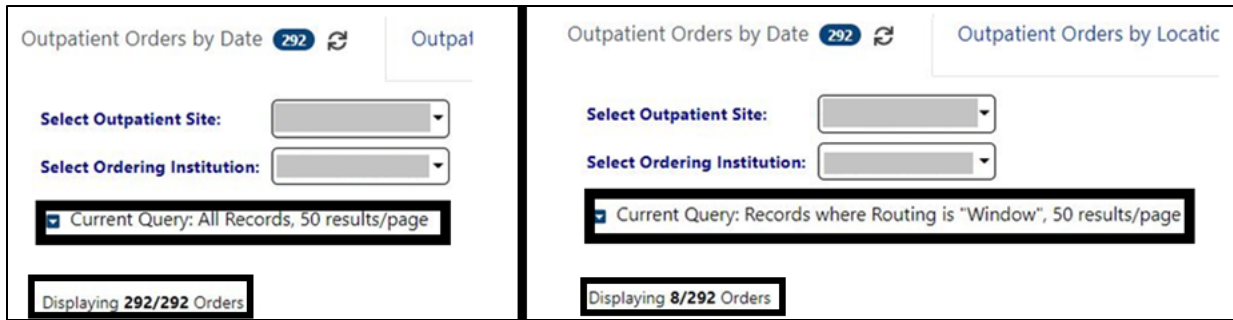 Outpatient Orders by Date 292 Outpat
Select Outpatient Site:
Select Ordering Institution:
Current Query: All Records, 50 results/page
Displaying 292/292 Orders
Outpatient Orders by Date 292 Outpatient Orders by Locatic
Select Outpatient Site:
Select Ordering Institution:
Current Query: Records where Routing is "Window", 50 results/page
Displaying 8/292 Orders